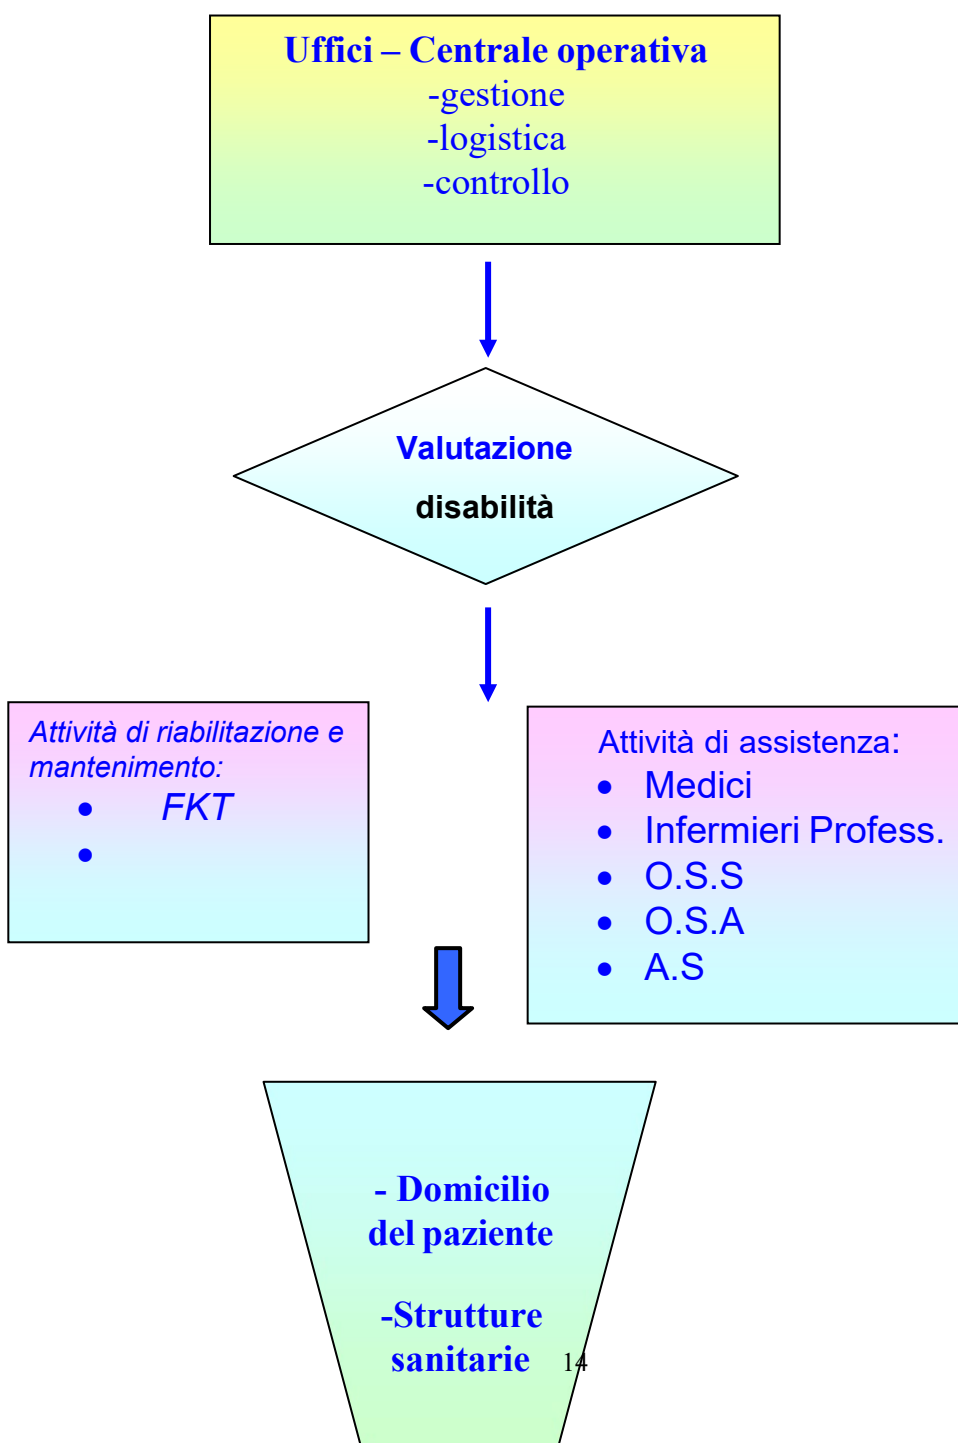 Uffici – Centrale operativa
-gestione
-logistica
-controllo
Valutazione
disabilità
Attività di riabilitazione e
mantenimento:
• FKT
•
Attività di assistenza:
• Medici
• Infermieri Profess.
• O.S.S
• O.S.A
• A.S
- Domicilio
del paziente
-Strutture
sanitarie
14